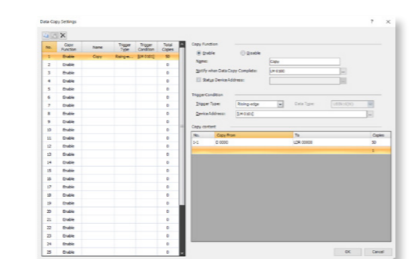 Data Copy Settings
No. Copy Function Name Trigger Type Trigger Condition Total Copies
1 Enable Copy Rising e... 50
2 Enable 0
3 Enable 0
4 Enable 0
5 Enable 0
6 Enable 0
7 Enable 0
8 Enable 0
9 Enable 0
10 Enable 0
11 Enable 0
12 Enable 0
13 Enable 0
14 Enable 0
15 Enable 0
16 Enable 0
17 Enable 0
18 Enable 0
19 Enable 0
20 Enable 0
21 Enable 0
22 Enable 0
23 Enable 0
24 Enable 0
25 Enable 0
Copy Function
Enable Disable
Name: Copy
Notify when Data Copy Complete:
Status Device Address:
Trigger Condition
Trigger Type: Rising edge Data Type:
Device Address:
Copy content
No. Copy From To Copies
1-1 50
OK Cancel